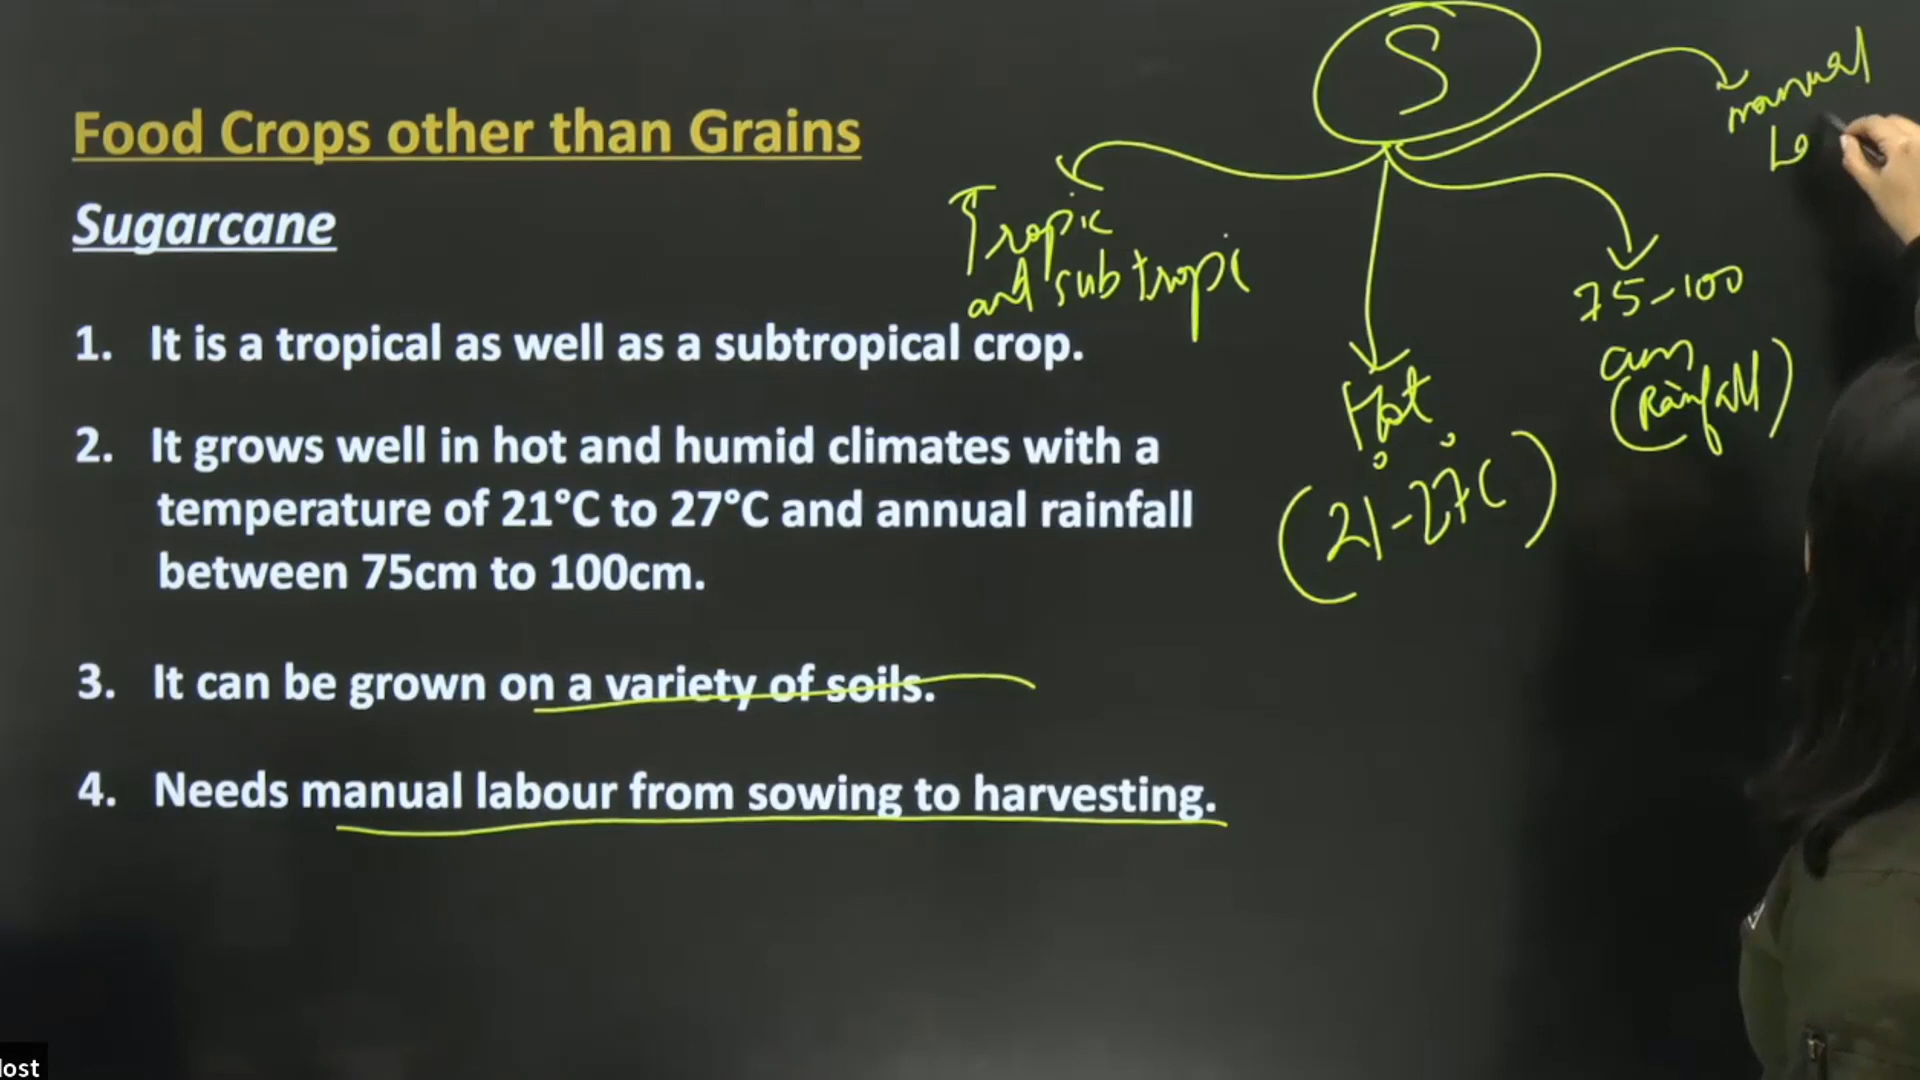 Food Crops other than Grains
Sugarcane
1. It is a tropical as well as a subtropical crop.
2. It grows well in hot and humid climates with a
temperature of 21°C to 27°C and annual rainfall
between 75cm to 100cm.
3. It can be grown on a variety of soils.
4. Needs manual labour from sowing to harvesting.
S
Tropic
and subtropic
Hot
(21°-27°C)
75-100
cm
(Rainfall)
manual
La